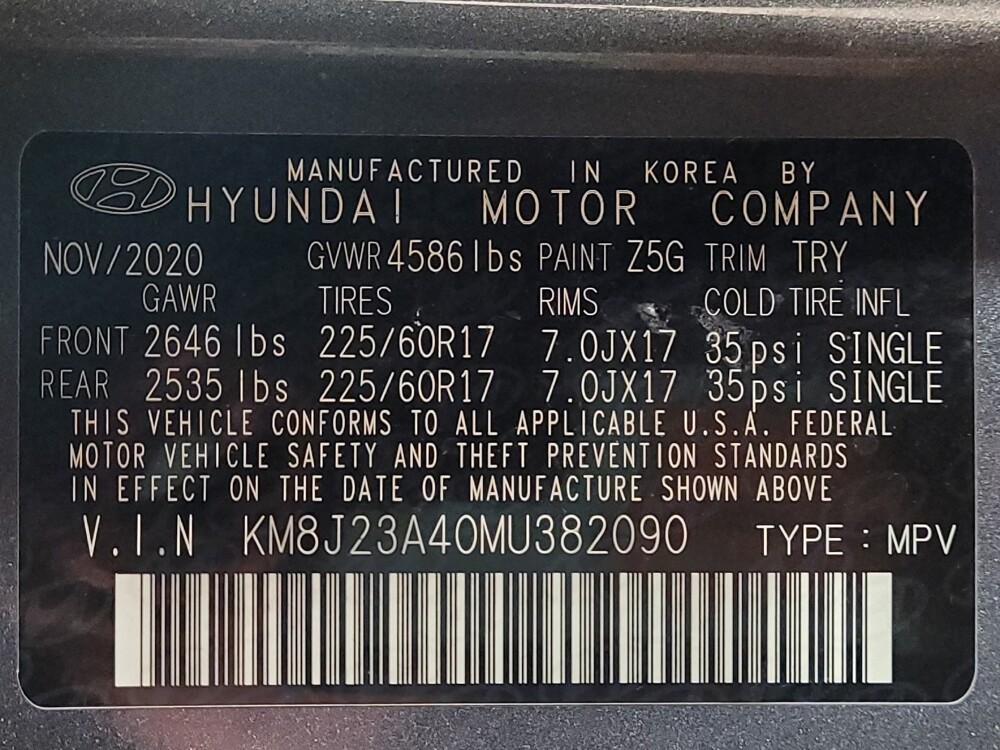 MANUFACTURED IN KOREA BY
HYUNDAI MOTOR COMPANY
NOV/2020 GVWR 4586 lbs PAINT Z5G TRIM TRY
GAWR TIRES RIMS COLD TIRE INFL
FRONT 2646 lbs 225/60R17 7.0JX17 35psi SINGLE
REAR 2535 lbs 225/60R17 7.0JX17 35psi SINGLE
THIS VEHICLE CONFORMS TO ALL APPLICABLE U.S.A. FEDERAL
MOTOR VEHICLE SAFETY AND THEFT PREVENTION STANDARDS
IN EFFECT ON THE DATE OF MANUFACTURE SHOWN ABOVE
V.I.N KM8J23A40MU382090 TYPE : MPV